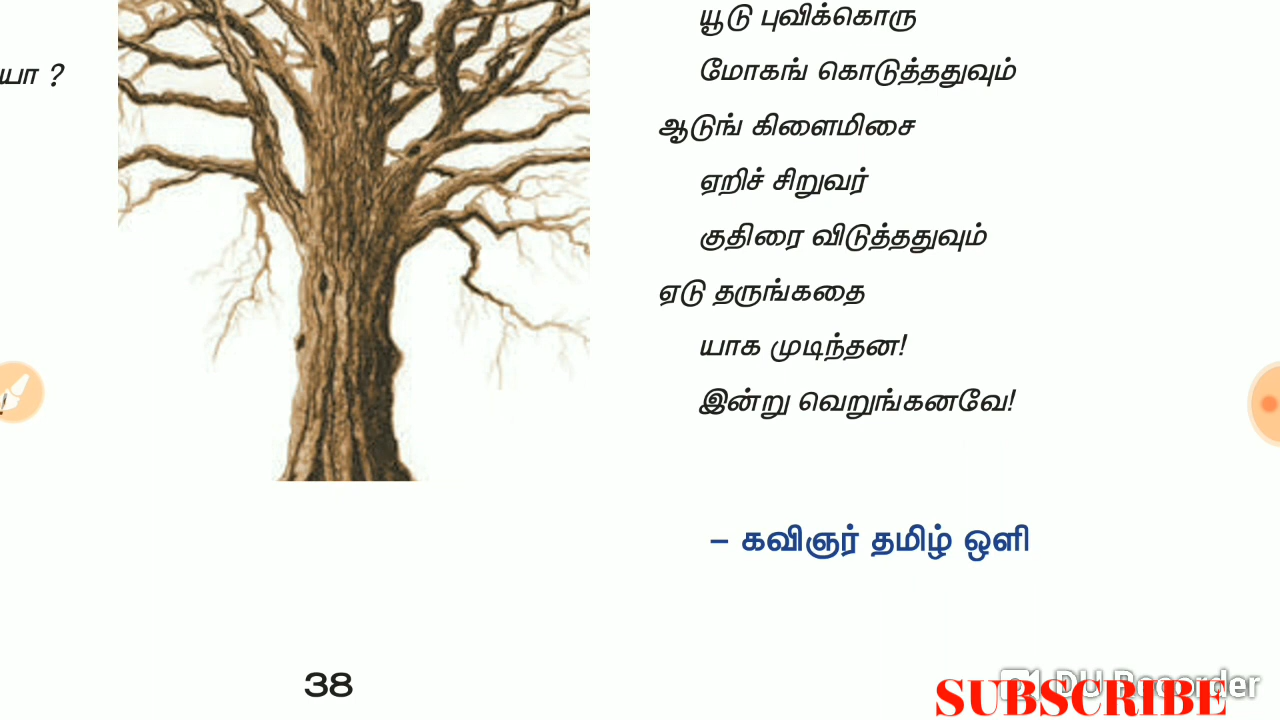 யா ?
யூடு புவிக்கொரு
மோகங் கொடுத்ததுவும்
ஆடுங் கிளைமிசை
ஏறிச் சிறுவர்
குதிரை விடுத்ததுவும்
ஏடு தருங்கதை
யாக முடிந்தன!
இன்று வெறுங்கனவே!
– கவிஞர் தமிழ் ஒளி
38
DU Recorder
SUBSCRIBE